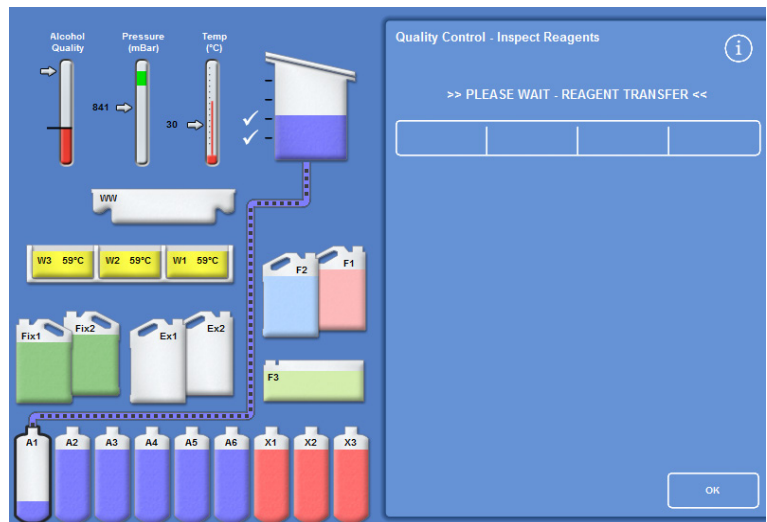 Alcohol
Quality
Pressure
(mBar)
Temp
(°C)
841
30
WW
W3 59°C
W2 59°C
W1 59°C
F2
F1
Fix1
Fix2
Ex1
Ex2
F3
A1
A2
A3
A4
A5
A6
X1
X2
X3
Quality Control - Inspect Reagents
i
>> PLEASE WAIT - REAGENT TRANSFER <<
OK